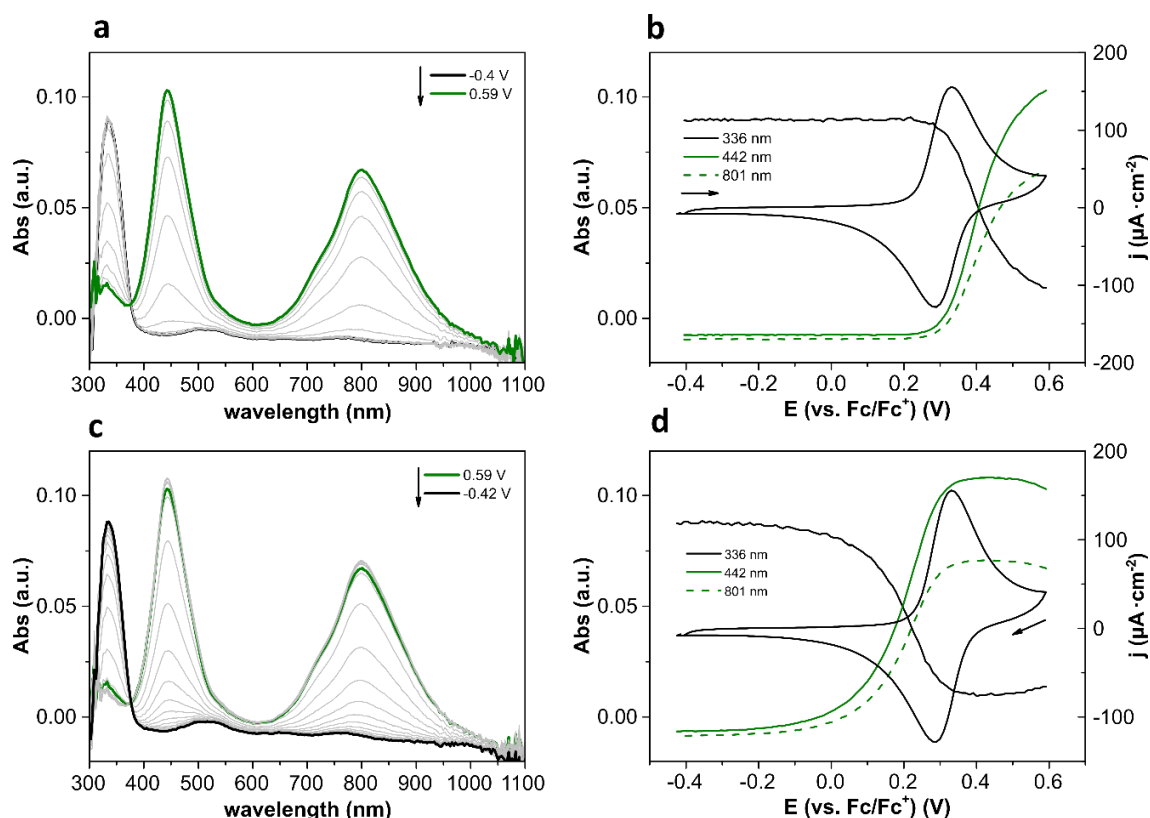 a
Abs (a.u.)
0.10
0.05
0.00
-0.4 V
0.59 V
300 400 500 600 700 800 900 1000 1100
wavelength (nm)
b
Abs (a.u.)
0.10
0.05
0.00
336 nm
442 nm
801 nm
200
100
0
-100
-200
j (µA·cm⁻²)
-0.4 -0.2 0.0 0.2 0.4 0.6
E (vs. Fc/Fc⁺) (V)
c
Abs (a.u.)
0.10
0.05
0.00
0.59 V
-0.42 V
300 400 500 600 700 800 900 1000 1100
wavelength (nm)
d
Abs (a.u.)
0.10
0.05
0.00
336 nm
442 nm
801 nm
200
100
0
-100
j (µA·cm⁻²)
-0.4 -0.2 0.0 0.2 0.4 0.6
E (vs. Fc/Fc⁺) (V)